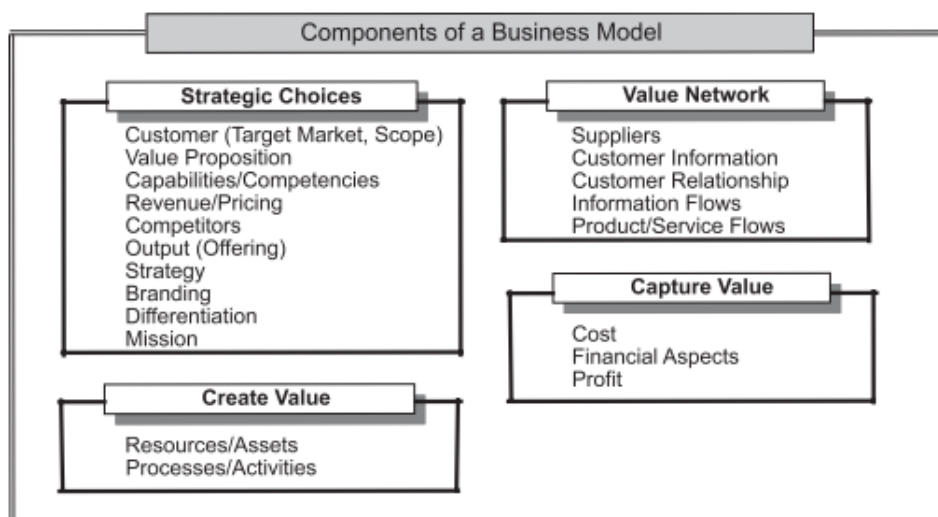 Components of a Business Model
Strategic Choices
Customer (Target Market, Scope)
Value Proposition
Capabilities/Competencies
Revenue/Pricing
Competitors
Output (Offering)
Strategy
Branding
Differentiation
Mission
Create Value
Resources/Assets
Processes/Activities
Value Network
Suppliers
Customer Information
Customer Relationship
Information Flows
Product/Service Flows
Capture Value
Cost
Financial Aspects
Profit